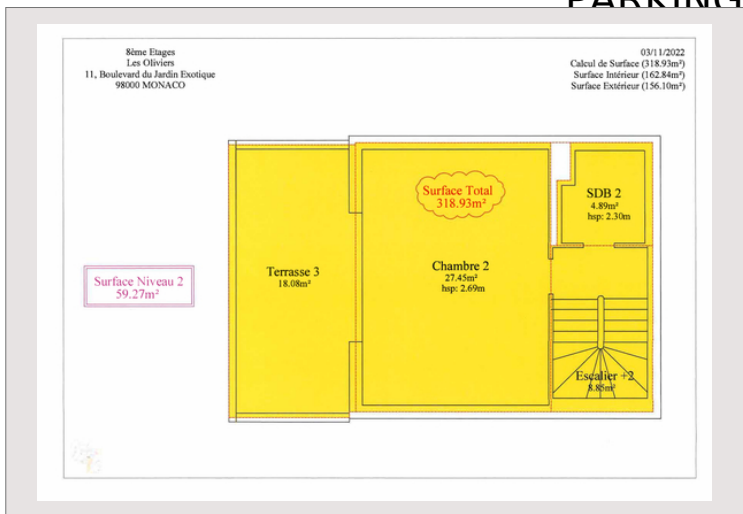 PARKING
8ème Etages
Les Oliviers
11, Boulevard du Jardin Exotique
98000 MONACO
03/11/2022
Calcul de Surface (318.93m²)
Surface Intérieur (162.84m²)
Surface Extérieur (156.10m²)
Surface Total
318.93m²
SDB 2
4.89m²
hsp: 2.30m
Terrasse 3
18.08m²
Chambre 2
27.45m²
hsp: 2.69m
Surface Niveau 2
59.27m²
Escalier +2
8.85m²